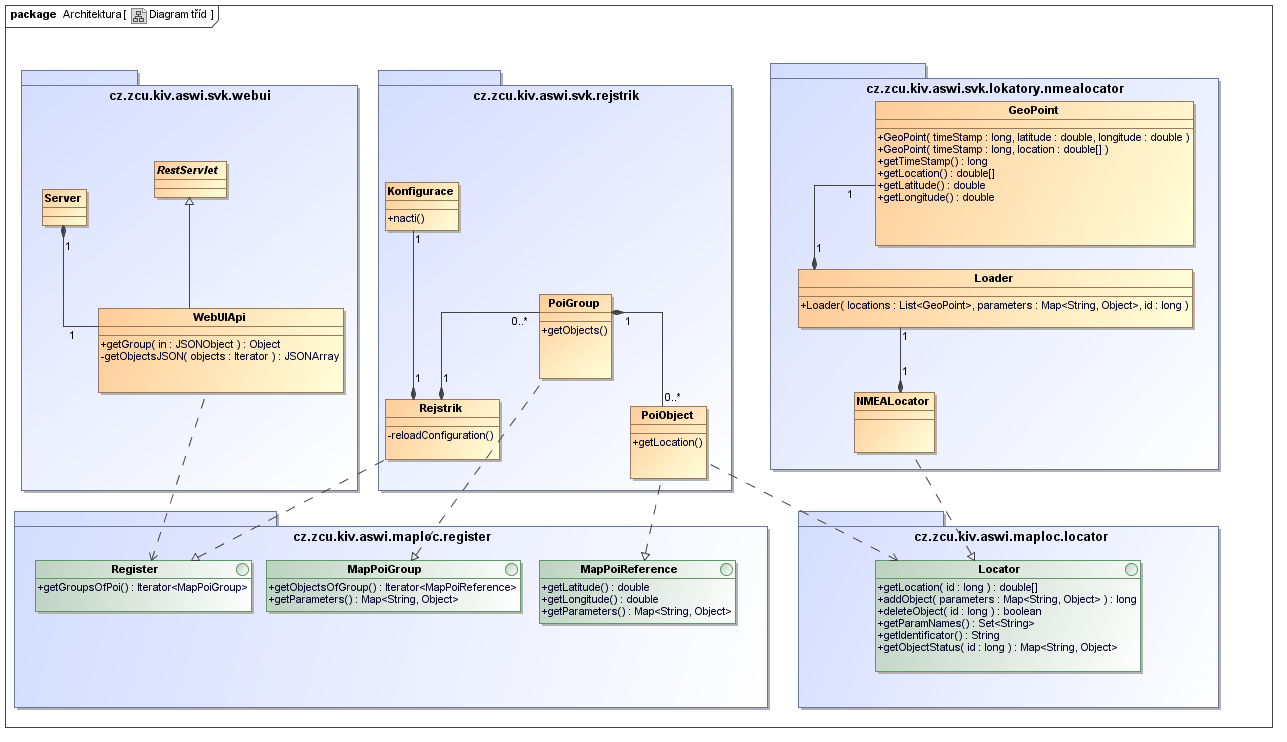 package Architektura [ Diagram tříd ]
cz.zcu.kiv.aswi.svk.webui
RestServlet
Server
1
1
WebUIApi
+getGroup( in : JSONObject ) : Object
-getObjectsJSON( objects : Iterator ) : JSONArray
cz.zcu.kiv.aswi.svk.rejstrik
Konfigurace
+nacti()
1
1
1
0..*
PoiGroup
+getObjects()
1
0..*
Rejstrik
-reloadConfiguration()
PoiObject
+getLocation()
cz.zcu.kiv.aswi.svk.lokatory.nmealocator
GeoPoint
+GeoPoint( timeStamp : long, latitude : double, longitude : double )
+GeoPoint( timeStamp : long, location : double[] )
+getTimeStamp() : long
+getLocation() : double[]
+getLatitude() : double
+getLongitude() : double
1
1
Loader
+Loader( locations : List<GeoPoint>, parameters : Map<String, Object>, id : long )
1
1
NMEALocator
cz.zcu.kiv.aswi.maploc.register
Register
+getGroupsOfPoi() : Iterator<MapPoiGroup>
MapPoiGroup
+getObjectsOfGroup() : Iterator<MapPoiReference>
+getParameters() : Map<String, Object>
MapPoiReference
+getLatitude() : double
+getLongitude() : double
+getParameters() : Map<String, Object>
cz.zcu.kiv.aswi.maploc.locator
Locator
+getLocation( id : long ) : double[]
+addObject( parameters : Map<String, Object> ) : long
+deleteObject( id : long ) : boolean
+getParamNames() : Set<String>
+getIdentificator() : String
+getObjectStatus( id : long ) : Map<String, Object>